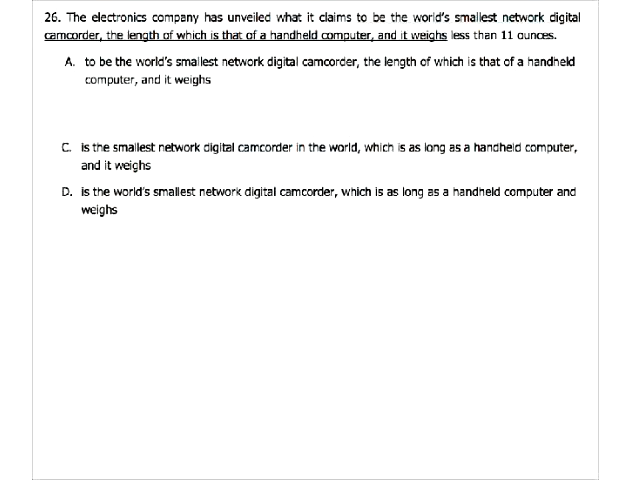 26. The electronics company has unveiled what it claims to be the world's smallest network digital
camcorder, the length of which is that of a handheld computer, and it weighs less than 11 ounces.
A. to be the world's smallest network digital camcorder, the length of which is that of a handheld
computer, and it weighs
C. is the smallest network digital camcorder in the world, which is as long as a handheld computer,
and it weighs
D. is the world's smallest network digital camcorder, which is as long as a handheld computer and
weighs